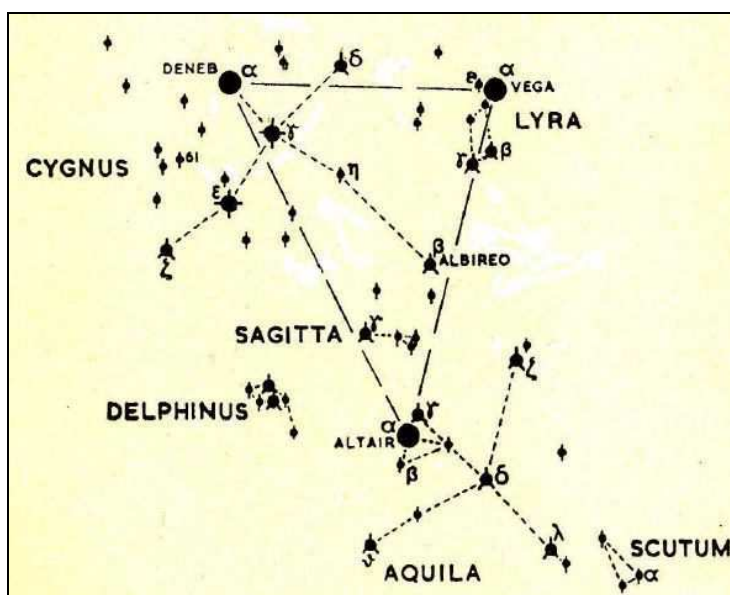 δ
DENEB α
ε α
VEGA
LYRA
γ
β
γ
61
CYGNUS
η
ε
β
ALBIREO
ζ
SAGITTA
γ
ζ
DELPHINUS
γ
α
ALTAIR
β
δ
λ
SCUTUM
α
ν
AQUILA